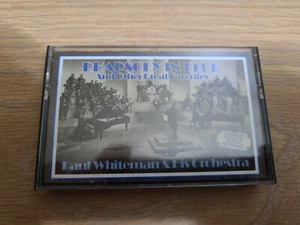 RHAPSODY IN BLUE
And Other Great Favorites
Paul Whiteman & His Orchestra